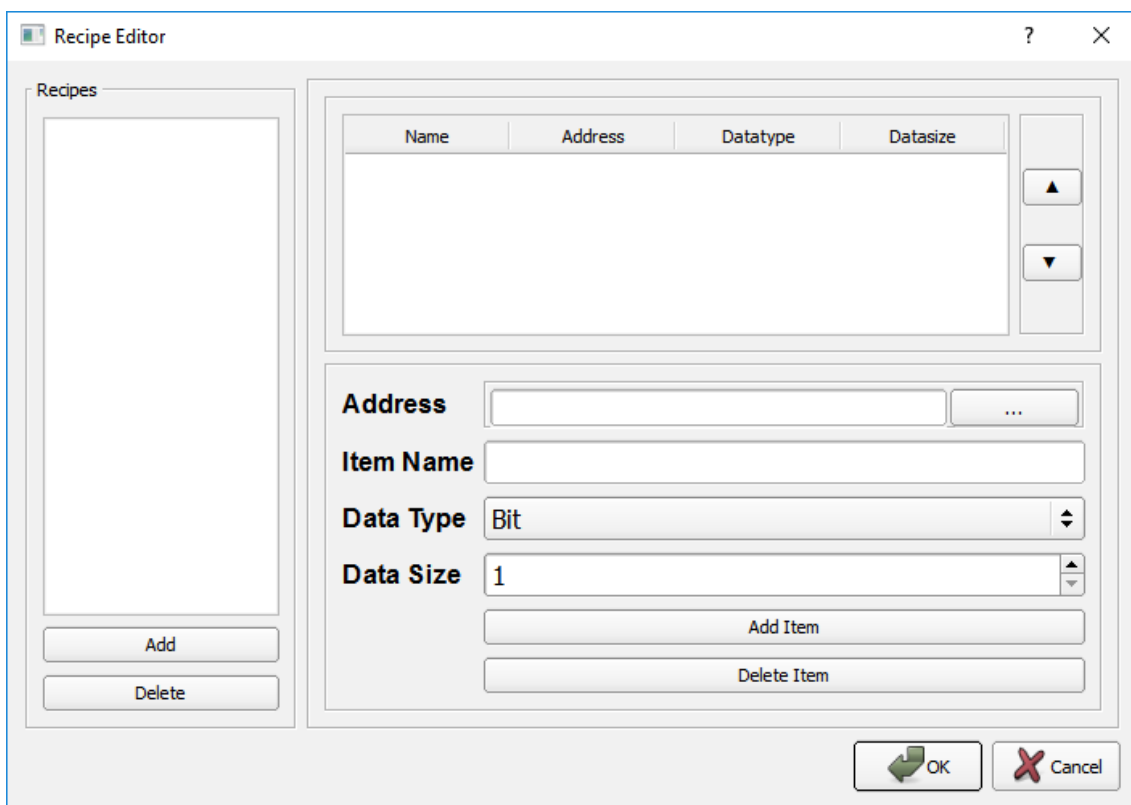 Recipe Editor
?
Recipes
Name Address Datatype Datasize
▲
▼
Address ...
Item Name
Data Type Bit
Data Size 1
Add Item
Delete Item
Add
Delete
OK Cancel